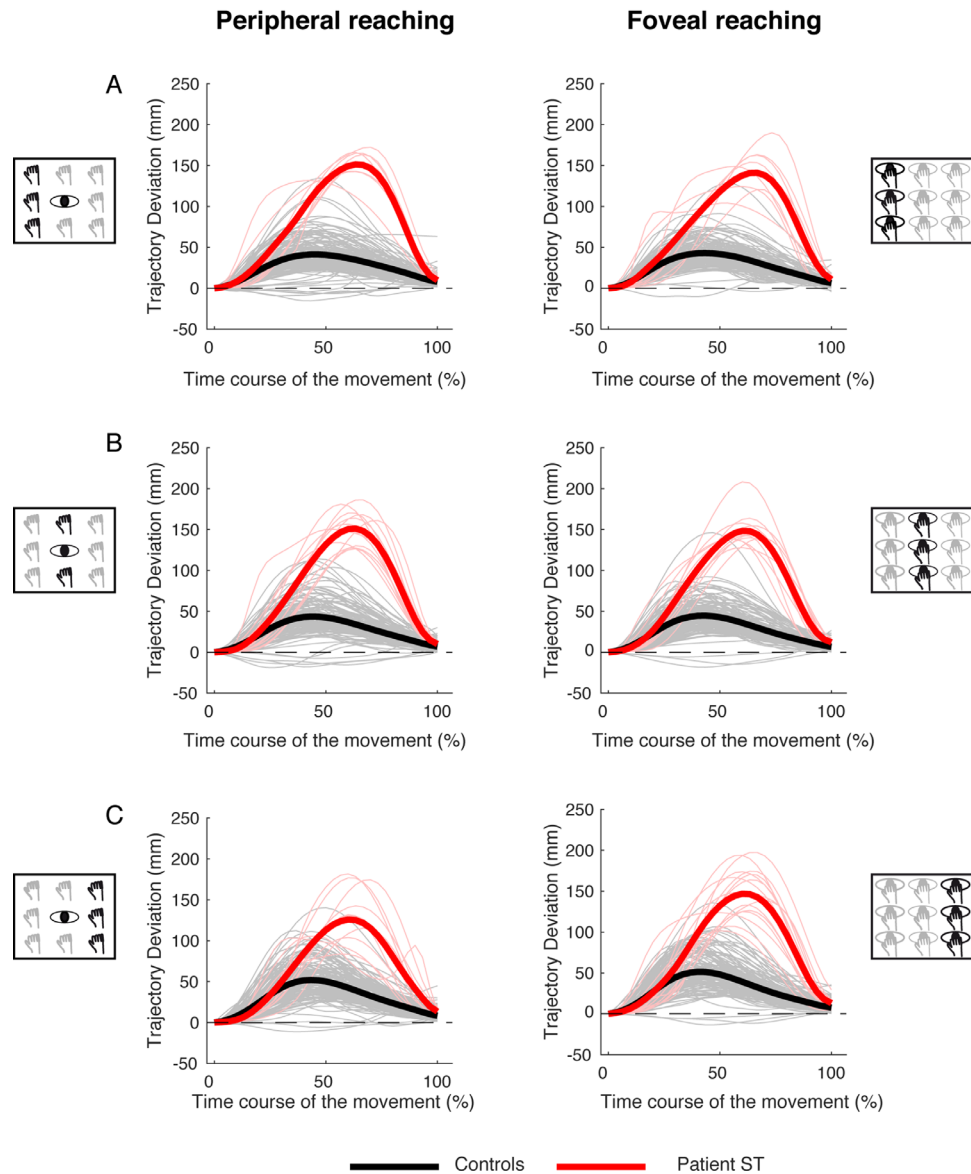 Peripheral reaching
Foveal reaching
A
Trajectory Deviation (mm)
250
200
150
100
50
0
-50
0 50 100
Time course of the movement (%)
Trajectory Deviation (mm)
250
200
150
100
50
0
-50
0 50 100
Time course of the movement (%)
B
Trajectory Deviation (mm)
250
200
150
100
50
0
-50
0 50 100
Time course of the movement (%)
Trajectory Deviation (mm)
250
200
150
100
50
0
-50
0 50 100
Time course of the movement (%)
C
Trajectory Deviation (mm)
250
200
150
100
50
0
-50
0 50 100
Time course of the movement (%)
Trajectory Deviation (mm)
250
200
150
100
50
0
-50
0 50 100
Time course of the movement (%)
Controls
Patient ST